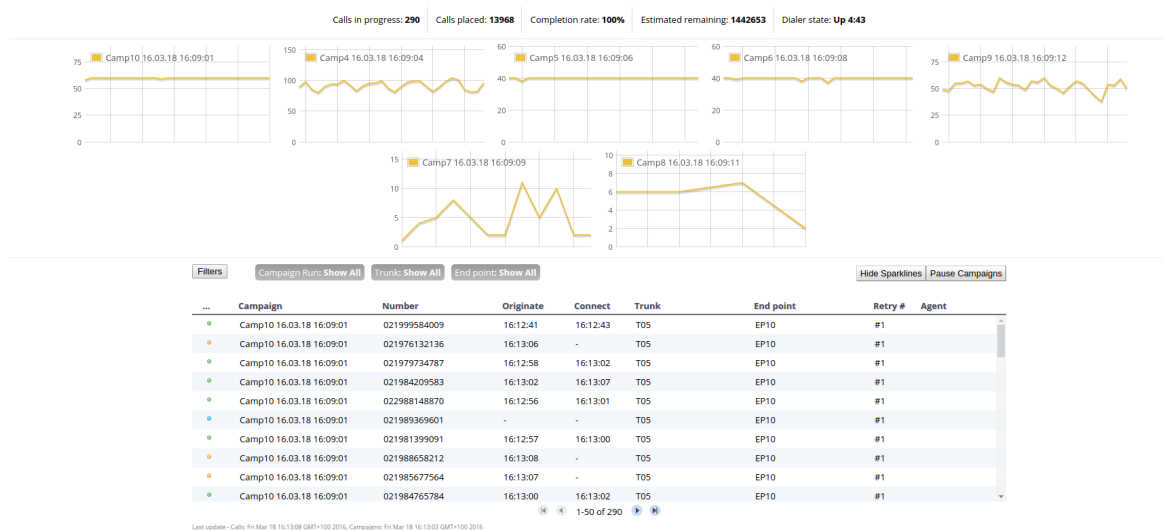 Calls in progress: 290 Calls placed: 13968 Completion rate: 100% Estimated remaining: 1442653 Dialer state: Up 4:43
Camp10 16.03.18 16:09:01
75
50
25
0
Camp4 16.03.18 16:09:04
150
100
50
0
Camp5 16.03.18 16:09:06
60
40
20
0
Camp6 16.03.18 16:09:08
60
40
20
0
Camp9 16.03.18 16:09:12
75
50
25
0
Camp7 16.03.18 16:09:09
15
10
5
0
Camp8 16.03.18 16:09:11
10
8
6
4
2
0
Filters Campaign Run: Show All Trunk: Show All End point: Show All Hide Sparklines Pause Campaigns
... Campaign Number Originate Connect Trunk End point Retry # Agent
Camp10 16.03.18 16:09:01 021999584009 16:12:41 16:12:43 T05 EP10 #1
Camp10 16.03.18 16:09:01 021976132136 16:13:06 - T05 EP10 #1
Camp10 16.03.18 16:09:01 021979734787 16:12:58 16:13:02 T05 EP10 #1
Camp10 16.03.18 16:09:01 021984209583 16:13:02 16:13:07 T05 EP10 #1
Camp10 16.03.18 16:09:01 022988148870 16:12:56 16:13:01 T05 EP10 #1
Camp10 16.03.18 16:09:01 021989369601 - - T05 EP10 #1
Camp10 16.03.18 16:09:01 021981399091 16:12:57 16:13:00 T05 EP10 #1
Camp10 16.03.18 16:09:01 021988658212 16:13:08 - T05 EP10 #1
Camp10 16.03.18 16:09:01 021985677564 16:13:07 - T05 EP10 #1
Camp10 16.03.18 16:09:01 021984765784 16:13:00 16:13:02 T05 EP10 #1
1-50 of 290
Last update - Calls: Fri Mar 18 16:13:08 GMT+100 2016, Campaigns: Fri Mar 18 16:13:03 GMT+100 2016